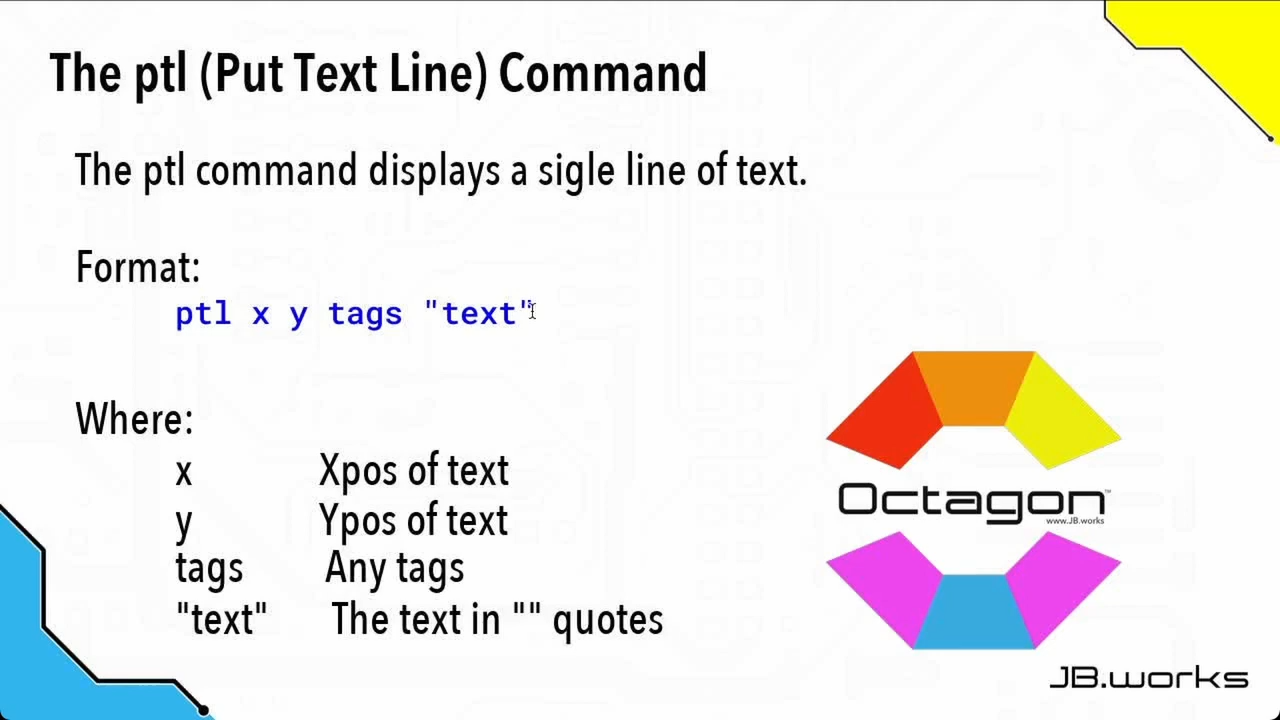 The ptl (Put Text Line) Command
The ptl command displays a sigle line of text.
Format:
ptl x y tags "text"
Where:
x Xpos of text
y Ypos of text
tags Any tags
"text" The text in "" quotes
Octagon™
www.JB.works
JB.works